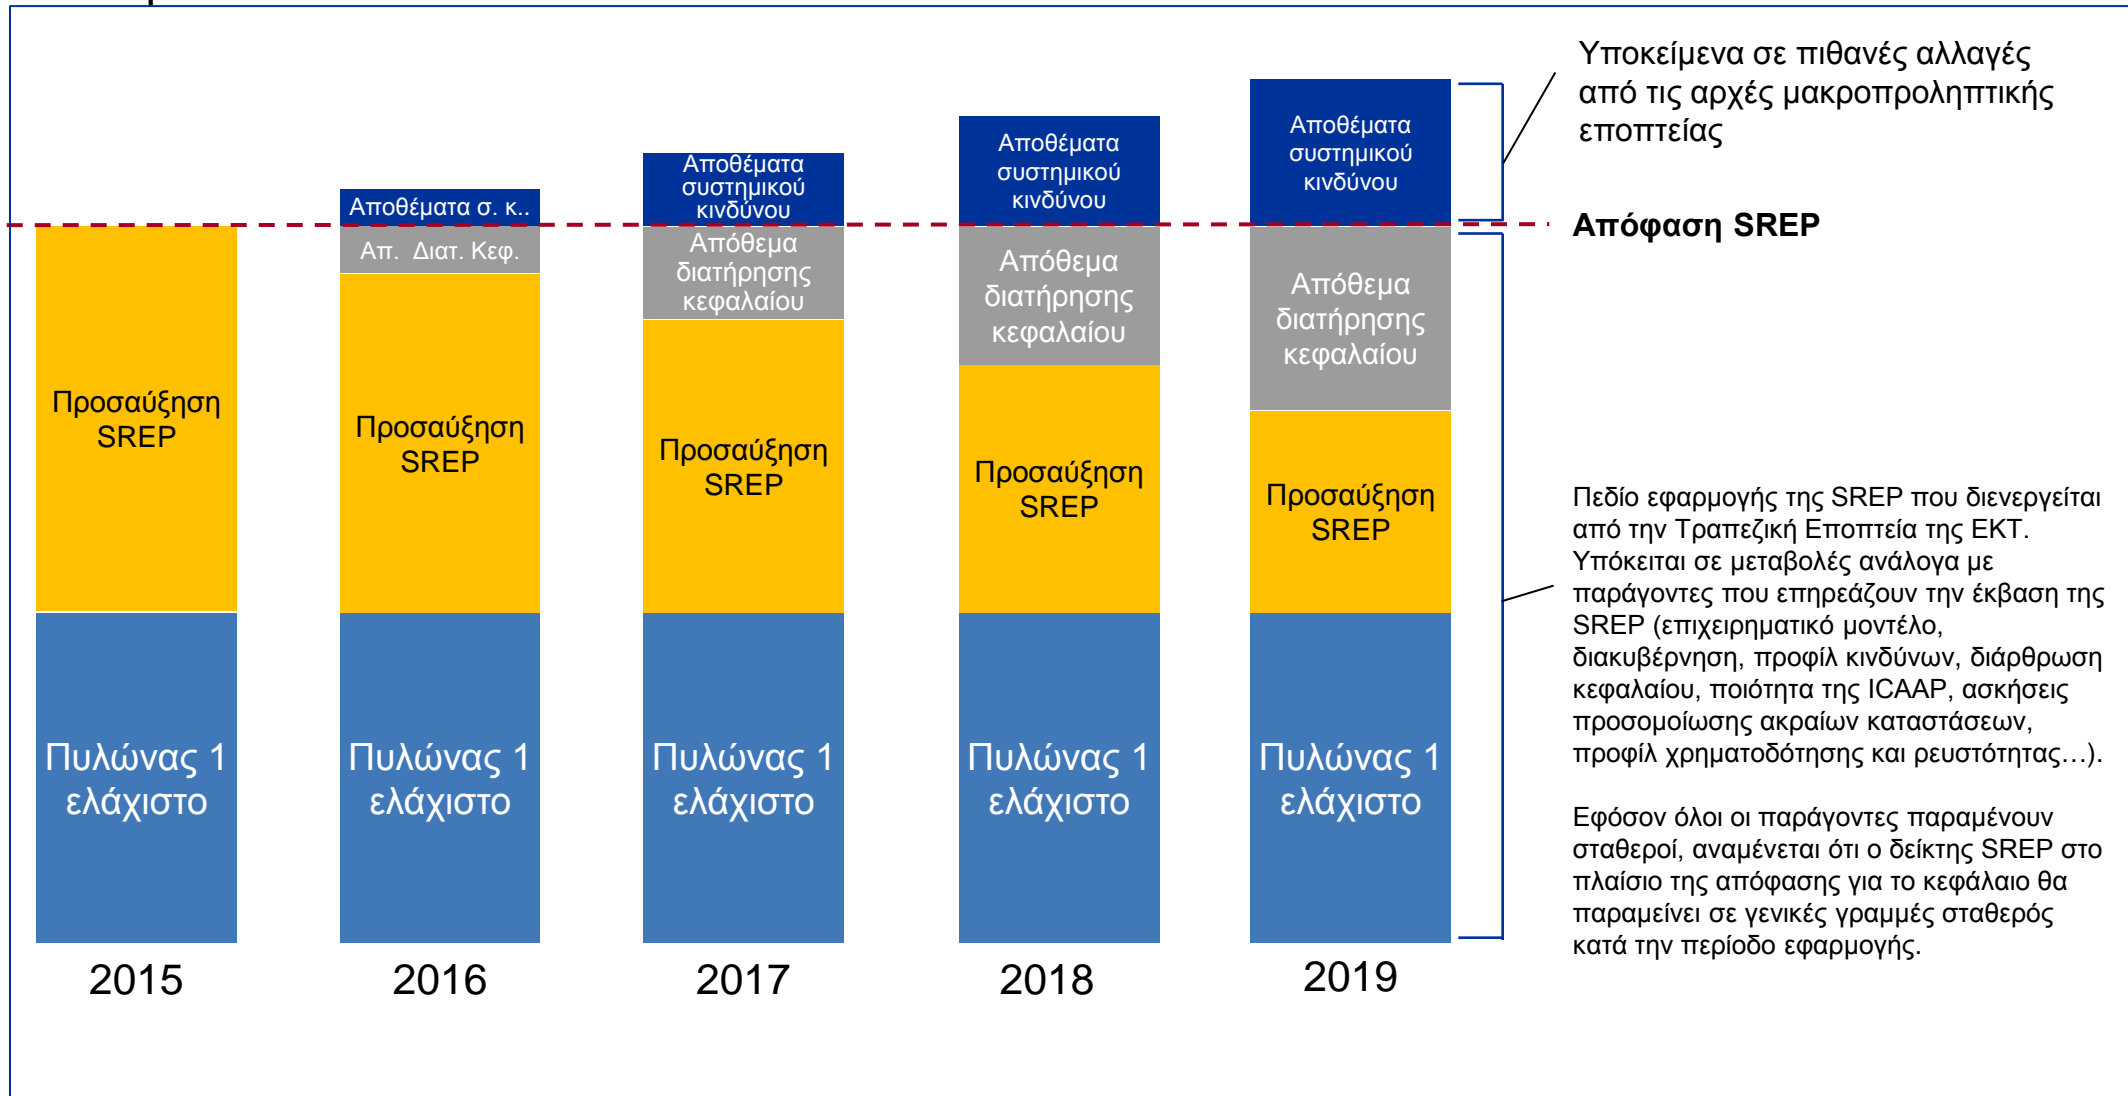 Υποκείμενα σε πιθανές αλλαγές
από τις αρχές μακροπροληπτικής
εποπτείας
Απόφαση SREP
Προσαύξηση
SREP
Πυλώνας 1
ελάχιστο
2015
Αποθέματα σ. κ..
Απ. Διατ. Κεφ.
Προσαύξηση
SREP
Πυλώνας 1
ελάχιστο
2016
Αποθέματα
συστημικού
κινδύνου
Απόθεμα
διατήρησης
κεφαλαίου
Προσαύξηση
SREP
Πυλώνας 1
ελάχιστο
2017
Αποθέματα
συστημικού
κινδύνου
Απόθεμα
διατήρησης
κεφαλαίου
Προσαύξηση
SREP
Πυλώνας 1
ελάχιστο
2018
Αποθέματα
συστημικού
κινδύνου
Απόθεμα
διατήρησης
κεφαλαίου
Προσαύξηση
SREP
Πυλώνας 1
ελάχιστο
2019
Πεδίο εφαρμογής της SREP που διενεργείται
από την Τραπεζική Εποπτεία της ΕΚΤ.
Υπόκειται σε μεταβολές ανάλογα με
παράγοντες που επηρεάζουν την έκβαση της
SREP (επιχειρηματικό μοντέλο,
διακυβέρνηση, προφίλ κινδύνων, διάρθρωση
κεφαλαίου, ποιότητα της ICAAP, ασκήσεις
προσομοίωσης ακραίων καταστάσεων,
προφίλ χρηματοδότησης και ρευστότητας…).
Εφόσον όλοι οι παράγοντες παραμένουν
σταθεροί, αναμένεται ότι ο δείκτης SREP στο
πλαίσιο της απόφασης για το κεφάλαιο θα
παραμείνει σε γενικές γραμμές σταθερός
κατά την περίοδο εφαρμογής.